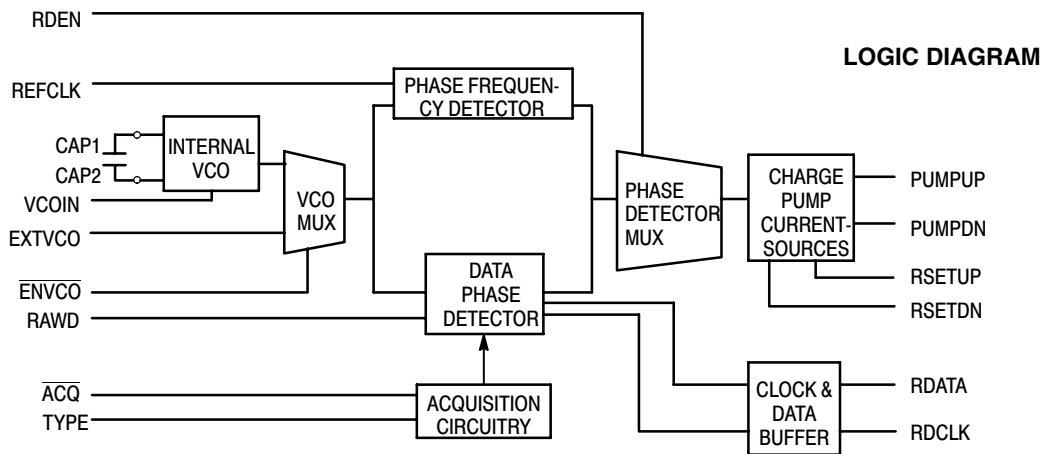 RDEN
LOGIC DIAGRAM
REFCLK
PHASE FREQUEN-
CY DETECTOR
CAP1
CAP2
INTERNAL
VCO
VCOIN
EXTVCO
VCO
MUX
ENVCO
RAWD
PHASE
DETECTOR
MUX
CHARGE
PUMP
CURRENT-
SOURCES
PUMPUP
PUMPDN
RSETUP
RSETDN
DATA
PHASE
DETECTOR
ACQ
TYPE
ACQUISITION
CIRCUITRY
CLOCK &
DATA
BUFFER
RDATA
RDCLK